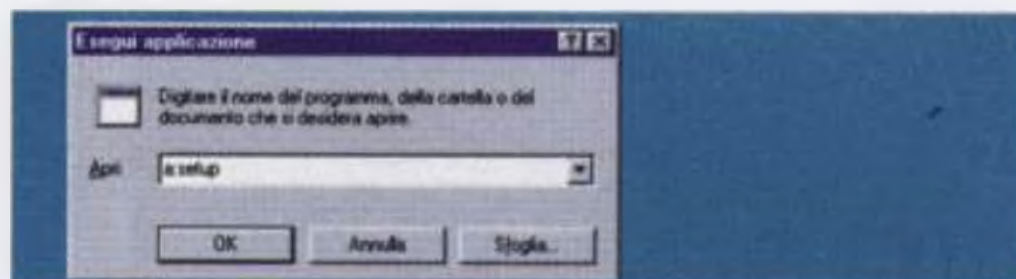 Esegui applicazione
Digitare il nome del programma, della cartella o del
documento che si desidera aprire.
Apri: a:setup
OK Annulla Sfoglia...